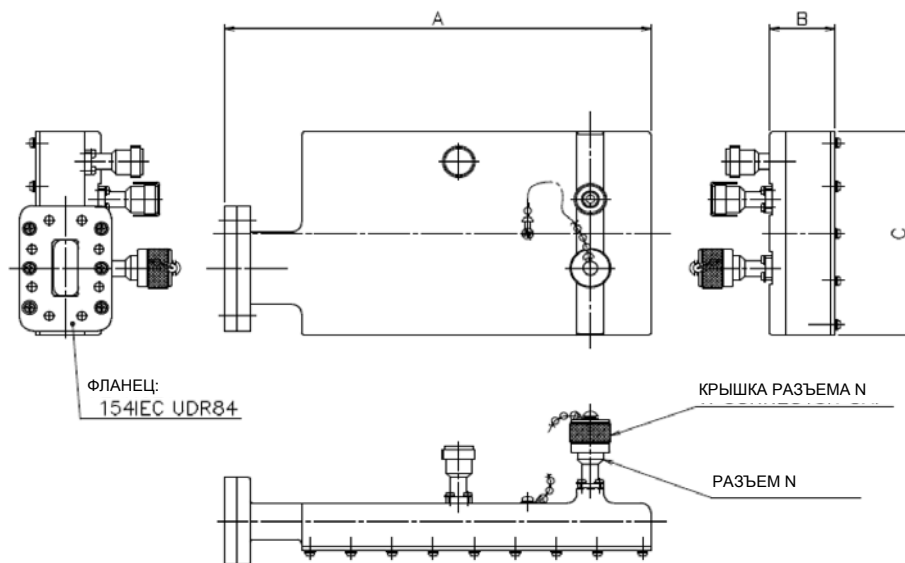 A
B
C
ФЛАНЕЦ:
154IEC UDR84
КРЫШКА РАЗЪЕМА N
РАЗЪЕМ N